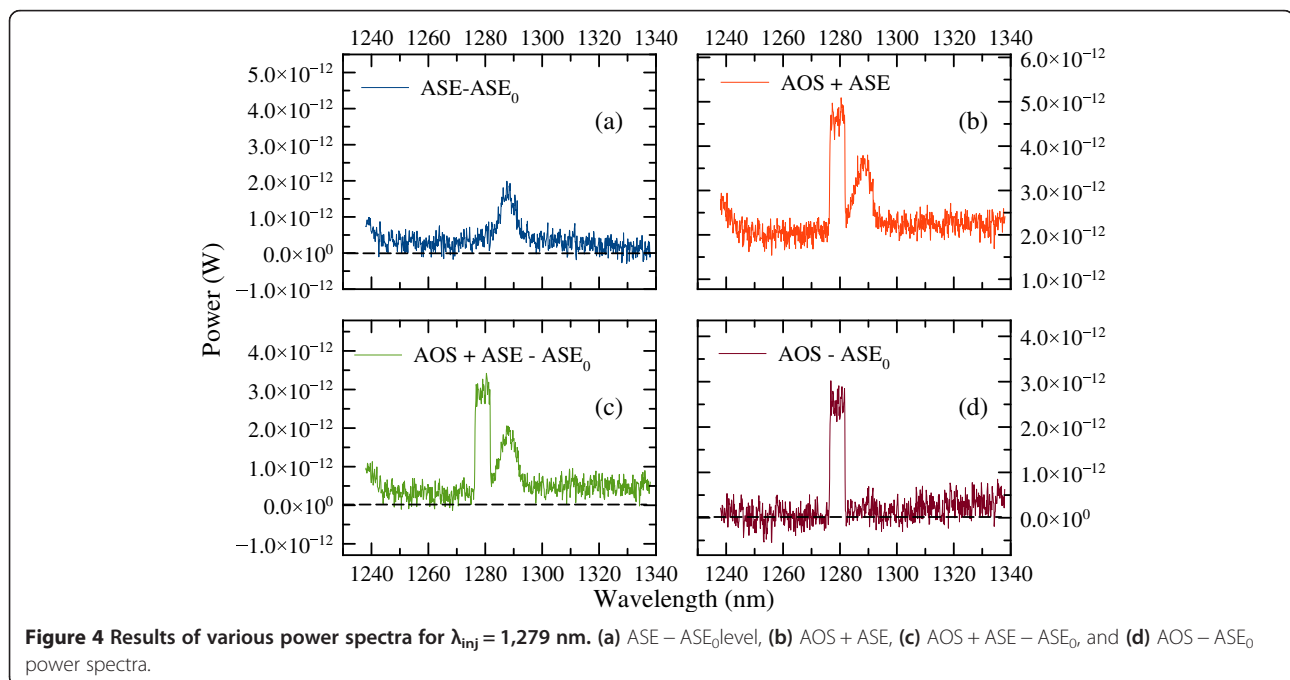 1240 1260 1280 1300 1320 1340
1240 1260 1280 1300 1320 1340
5.0×10⁻¹²
4.0×10⁻¹²
3.0×10⁻¹²
2.0×10⁻¹²
1.0×10⁻¹²
0.0×10⁰
−1.0×10⁻¹²
ASE-ASE₀
(a)
AOS + ASE
(b)
6.0×10⁻¹²
5.0×10⁻¹²
4.0×10⁻¹²
3.0×10⁻¹²
2.0×10⁻¹²
1.0×10⁻¹²
Power (W)
4.0×10⁻¹²
3.0×10⁻¹²
2.0×10⁻¹²
1.0×10⁻¹²
0.0×10⁰
−1.0×10⁻¹²
AOS + ASE - ASE₀
(c)
AOS - ASE₀
(d)
4.0×10⁻¹²
3.0×10⁻¹²
2.0×10⁻¹²
1.0×10⁻¹²
0.0×10⁰
1240 1260 1280 1300 1320 1340
1240 1260 1280 1300 1320 1340
Wavelength (nm)
Figure 4 Results of various power spectra for λinj = 1,279 nm. (a) ASE − ASE₀level, (b) AOS + ASE, (c) AOS + ASE − ASE₀, and (d) AOS − ASE₀
power spectra.